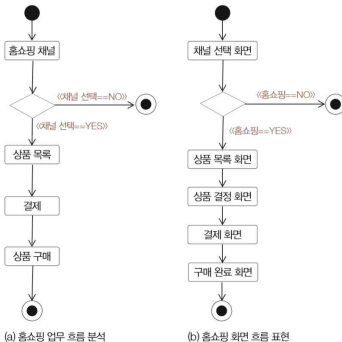 홈쇼핑 채널
《채널 선택==NO》
《채널 선택==YES》
상품 목록
결제
상품 구매
(a) 홈쇼핑 업무 흐름 분석
채널 선택 화면
《홈쇼핑==NO》
《홈쇼핑==YES》
상품 목록 화면
상품 결정 화면
결제 화면
구매 완료 화면
(b) 홈쇼핑 화면 흐름 표현